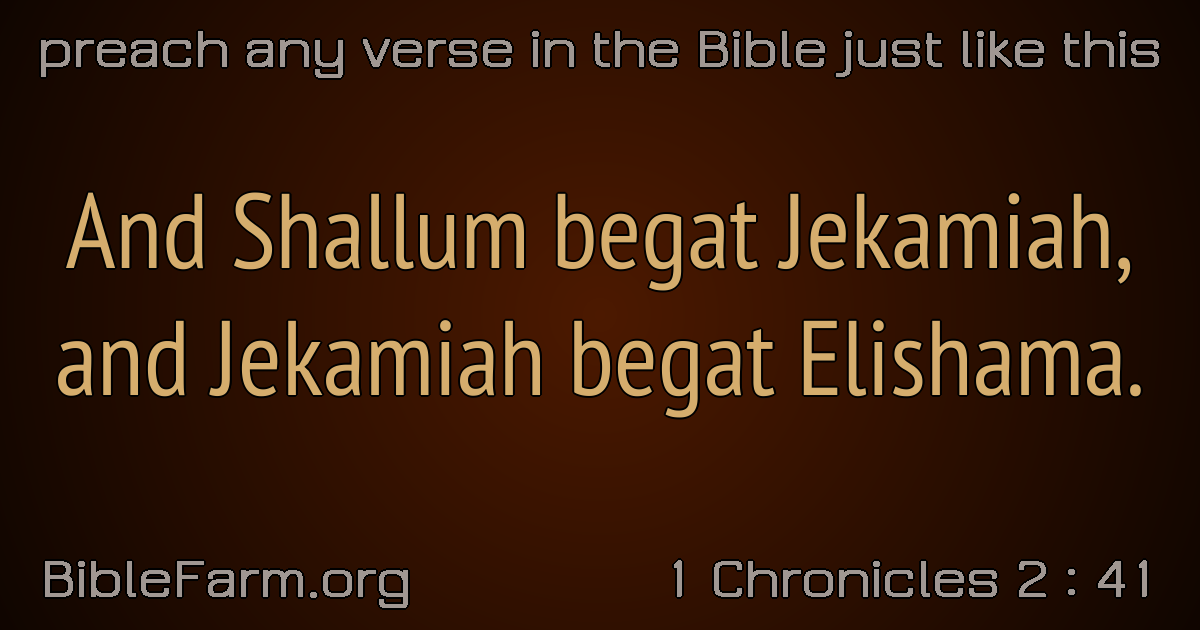 preach any verse in the Bible just like this
And Shallum begat Jekamiah,
and Jekamiah begat Elishama.
BibleFarm.org
1 Chronicles 2 : 41